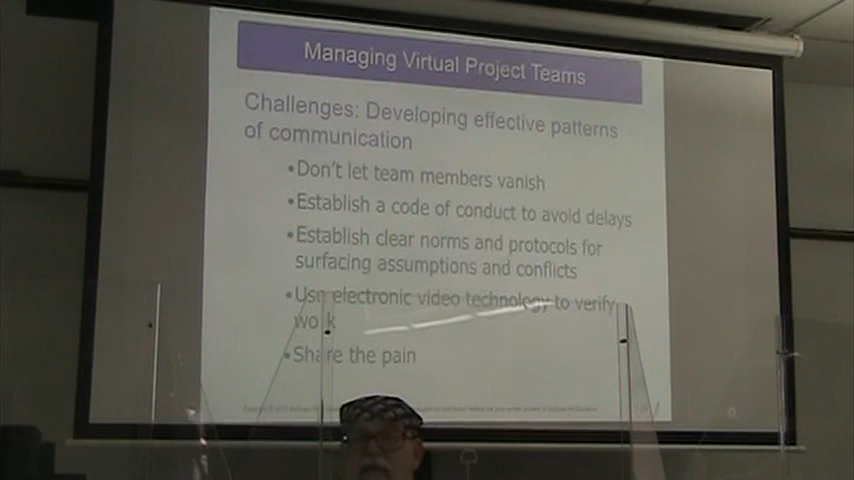 Managing Virtual Project Teams
Challenges: Developing effective patterns
of communication
•Don't let team members vanish
•Establish a code of conduct to avoid delays
•Establish clear norms and protocols for
surfacing assumptions and conflicts
•Use electronic video technology to verify
work
•Share the pain